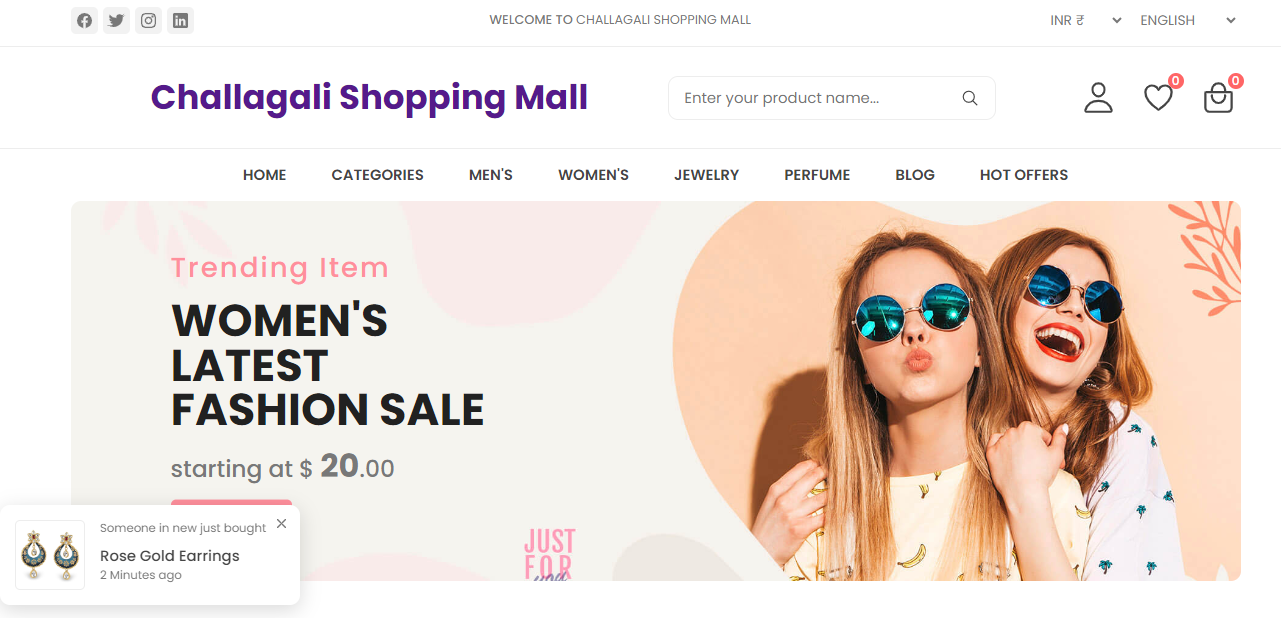 WELCOME TO CHALLAGALI SHOPPING MALL
INR ₹
ENGLISH
Challagali Shopping Mall
Enter your product name...
0
0
HOME
CATEGORIES
MEN'S
WOMEN'S
JEWELRY
PERFUME
BLOG
HOT OFFERS
Trending Item
WOMEN'S
LATEST
FASHION SALE
starting at $ 20.00
JUST
FOR
you
Someone in new just bought
Rose Gold Earrings
2 Minutes ago